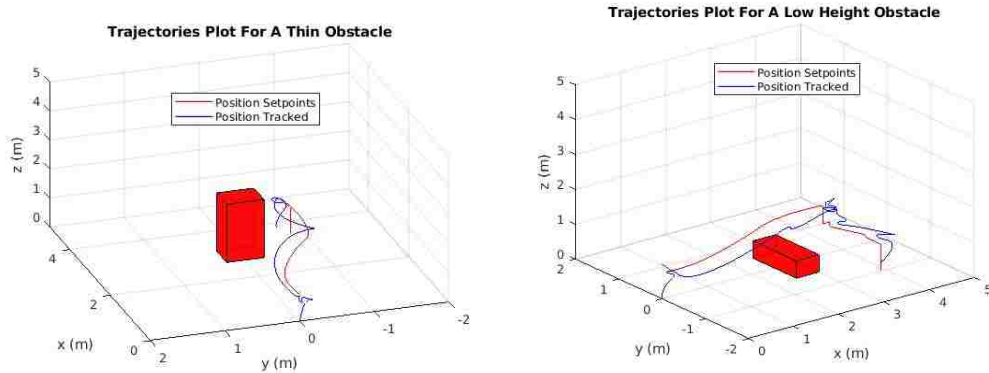 Trajectories Plot For A Thin Obstacle
Position Setpoints
Position Tracked
5
4
3
2
1
0
z (m)
4
2
0
x (m)
2
1
0
-1
-2
y (m)
Trajectories Plot For A Low Height Obstacle
Position Setpoints
Position Tracked
5
4
3
2
1
0
z (m)
2
1
0
-1
-2
y (m)
0
1
2
3
4
5
x (m)